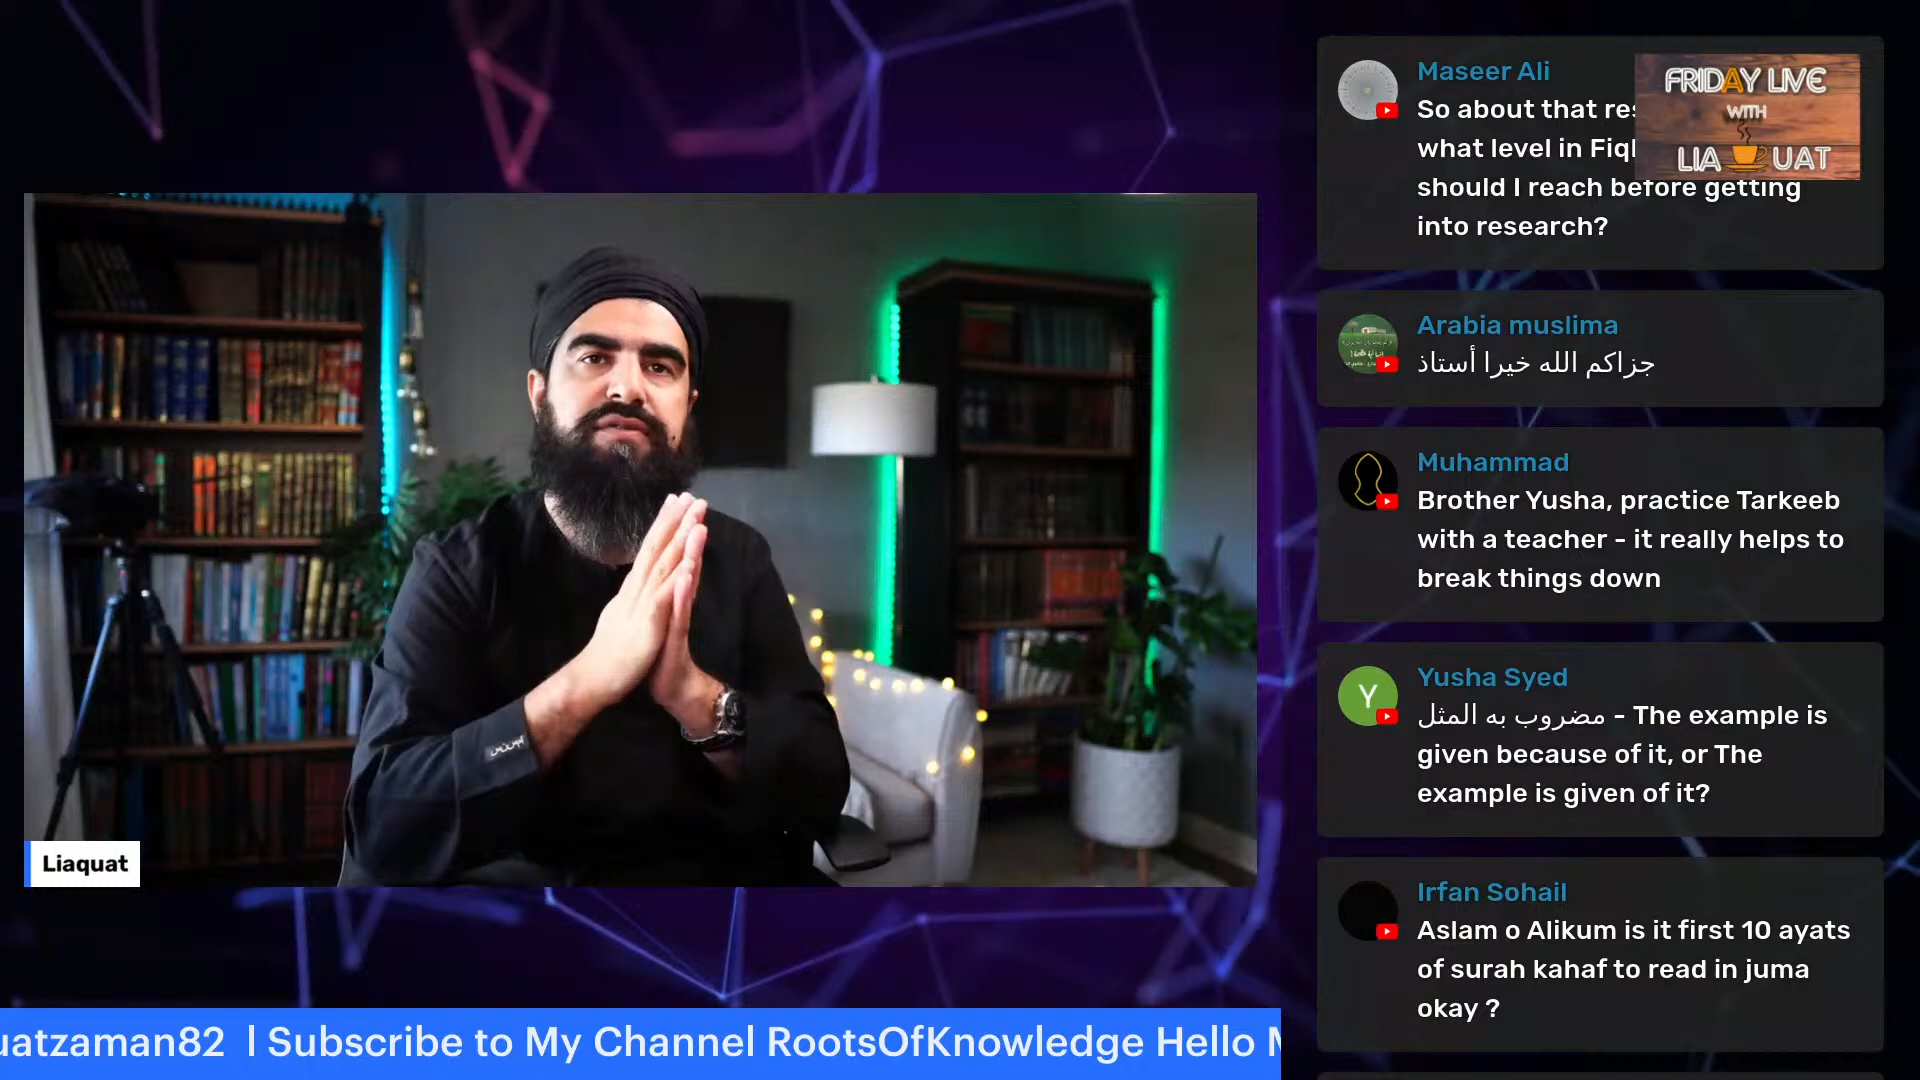 Maseer Ali
So about that
what level in
should I reach before getting
into research?
FRIDAY LIVE
WITH
LIA UAT
Arabia muslima
جزاكم الله خيرا أستاذ
Muhammad
Brother Yusha, practice Tarkeeb
with a teacher - it really helps to
break things down
Y
Yusha Syed
مضروب به المثل - The example is
given because of it, or The
example is given of it?
Irfan Sohail
Aslam o Alikum is it first 10 ayats
of surah kahaf to read in juma
okay ?
Liaquat
uatzaman82 | Subscribe to My Channel RootsOfKnowledge Hello